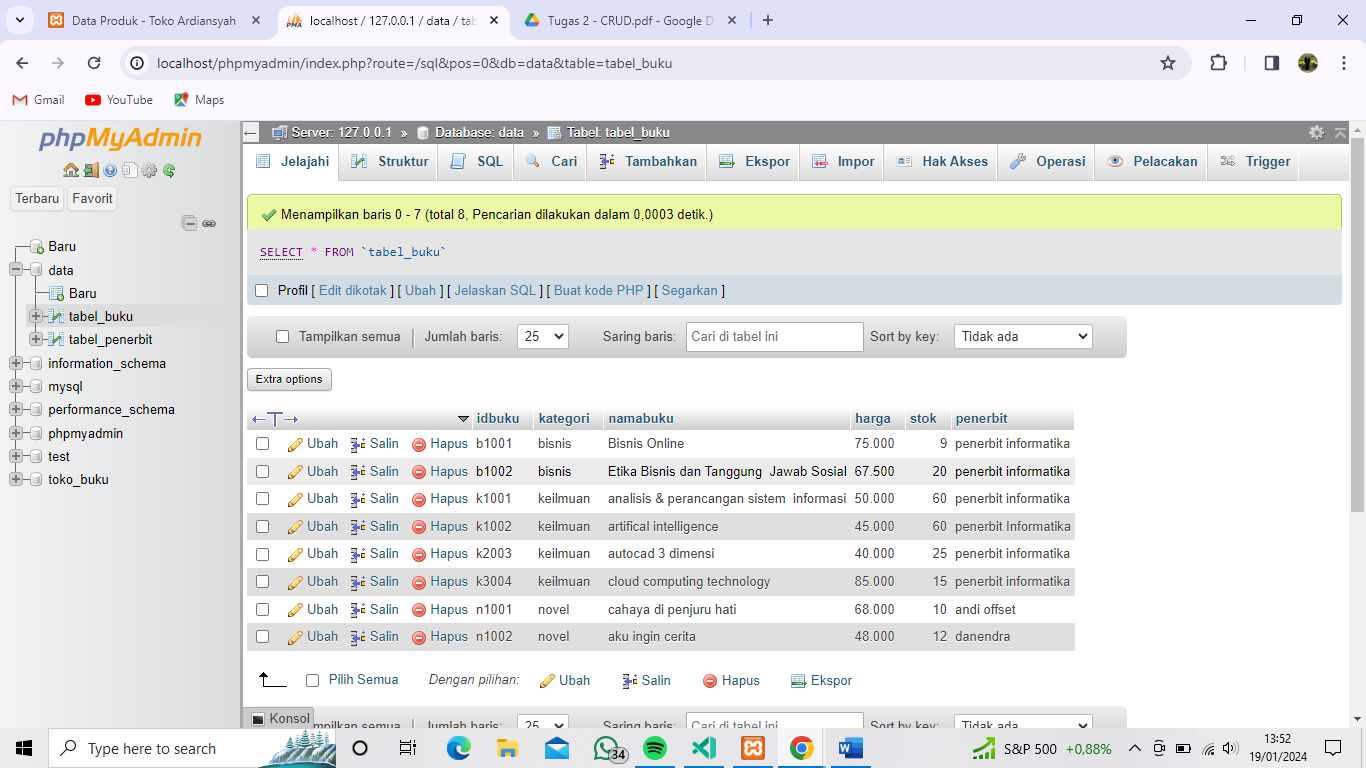 Data Produk - Toko Ardiansyah
localhost / 127.0.0.1 / data / tab
Tugas 2 - CRUD.pdf - Google D
localhost/phpmyadmin/index.php?route=/sql&pos=0&db=data&table=tabel_buku
Gmail YouTube Maps
phpMyAdmin
Terbaru Favorit
Baru
data
Baru
tabel_buku
tabel_penerbit
information_schema
mysql
performance_schema
phpmyadmin
test
toko_buku
Server: 127.0.0.1 » Database: data » Tabel: tabel_buku
Jelajahi Struktur SQL Cari Tambahkan Ekspor Impor Hak Akses Operasi Pelacakan Trigger
Menampilkan baris 0 - 7 (total 8, Pencarian dilakukan dalam 0,0003 detik.)
SELECT * FROM `tabel_buku`
Profil [ Edit dikotak ] [ Ubah ] [ Jelaskan SQL ] [ Buat kode PHP ] [ Segarkan ]
Tampilkan semua | Jumlah baris: 25 Saring baris: Cari di tabel ini Sort by key: Tidak ada
Extra options
←T→ idbuku kategori namabuku harga stok penerbit
Ubah Salin Hapus b1001 bisnis Bisnis Online 75.000 9 penerbit informatika
Ubah Salin Hapus b1002 bisnis Etika Bisnis dan Tanggung Jawab Sosial 67.500 20 penerbit informatika
Ubah Salin Hapus k1001 keilmuan analisis & perancangan sistem informasi 50.000 60 penerbit informatika
Ubah Salin Hapus k1002 keilmuan artifical intelligence 45.000 60 penerbit Informatika
Ubah Salin Hapus k2003 keilmuan autocad 3 dimensi 40.000 25 penerbit informatika
Ubah Salin Hapus k3004 keilmuan cloud computing technology 85.000 15 penerbit informatika
Ubah Salin Hapus n1001 novel cahaya di penjuru hati 68.000 10 andi offset
Ubah Salin Hapus n1002 novel aku ingin cerita 48.000 12 danendra
Pilih Semua Dengan pilihan: Ubah Salin Hapus Ekspor
Konsol
mpilkan semua | Jumlah baris: 25 Saring baris: Cari di tabel ini Sort by key: Tidak ada
Type here to search
34
S&P 500 +0,88%
13:52
19/01/2024